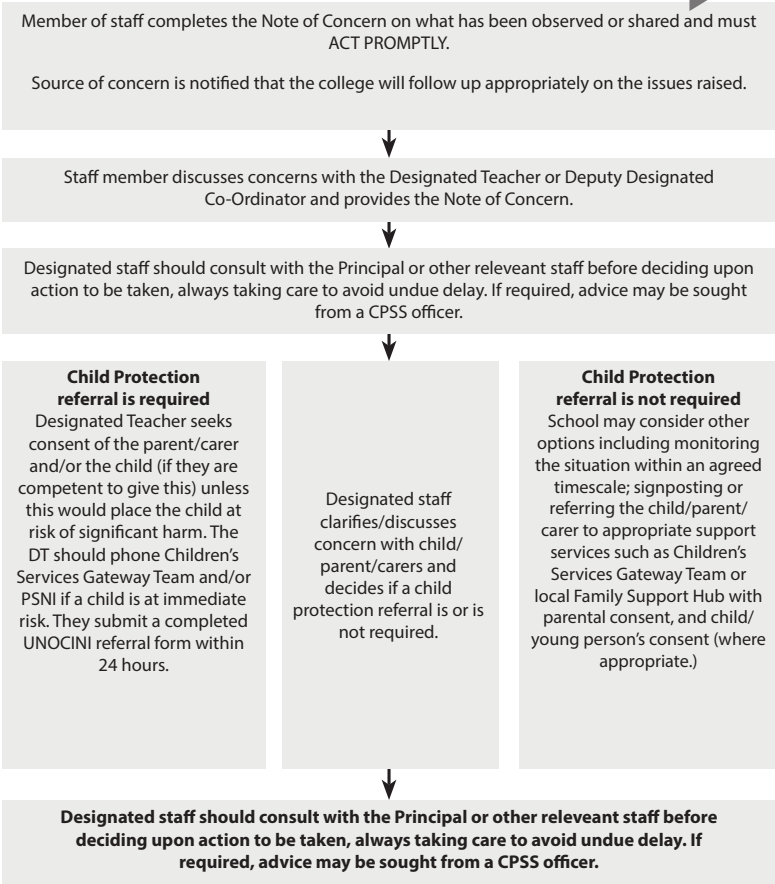 Member of staff completes the Note of Concern on what has been observed or shared and must
ACT PROMPTLY.
Source of concern is notified that the college will follow up appropriately on the issues raised.
Staff member discusses concerns with the Designated Teacher or Deputy Designated
Co-Ordinator and provides the Note of Concern.
Designated staff should consult with the Principal or other releveant staff before deciding upon
action to be taken, always taking care to avoid undue delay. If required, advice may be sought
from a CPSS officer.
Child Protection
referral is required
Designated Teacher seeks
consent of the parent/carer
and/or the child (if they are
competent to give this) unless
this would place the child at
risk of significant harm. The
DT should phone Children's
Services Gateway Team and/or
PSNI if a child is at immediate
risk. They submit a completed
UNOCINI referral form within
24 hours.
Designated staff
clarifies/discusses
concern with child/
parent/carers and
decides if a child
protection referral is or is
not required.
Child Protection
referral is not required
School may consider other
options including monitoring
the situation within an agreed
timescale; signposting or
referring the child/parent/
carer to appropriate support
services such as Children's
Services Gateway Team or
local Family Support Hub with
parental consent, and child/
young person's consent (where
appropriate.)
Designated staff should consult with the Principal or other releveant staff before
deciding upon action to be taken, always taking care to avoid undue delay. If
required, advice may be sought from a CPSS officer.